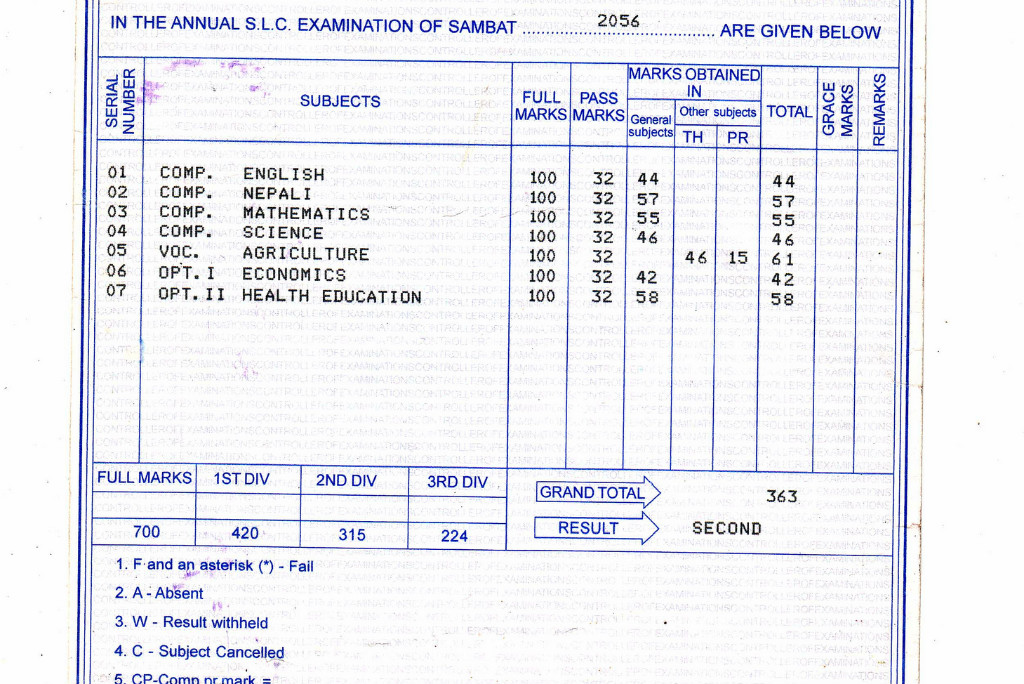 IN THE ANNUAL S.L.C. EXAMINATION OF SAMBAT 2056 ARE GIVEN BELOW
SERIAL NUMBER SUBJECTS FULL MARKS PASS MARKS MARKS OBTAINED IN General subjects Other subjects TH PR TOTAL GRACE MARKS REMARKS
01 COMP. ENGLISH 100 32 44 44
02 COMP. NEPALI 100 32 57 57
03 COMP. MATHEMATICS 100 32 55 55
04 COMP. SCIENCE 100 32 46 46
05 VOC. AGRICULTURE 100 32 46 15 61
06 OPT.I ECONOMICS 100 32 42 42
07 OPT.II HEALTH EDUCATION 100 32 58 58
FULL MARKS 1ST DIV 2ND DIV 3RD DIV
700 420 315 224
GRAND TOTAL 363
RESULT SECOND
1. F and an asterisk (*) - Fail
2. A - Absent
3. W - Result withheld
4. C - Subject Cancelled
5. CP-Comp pr mark =